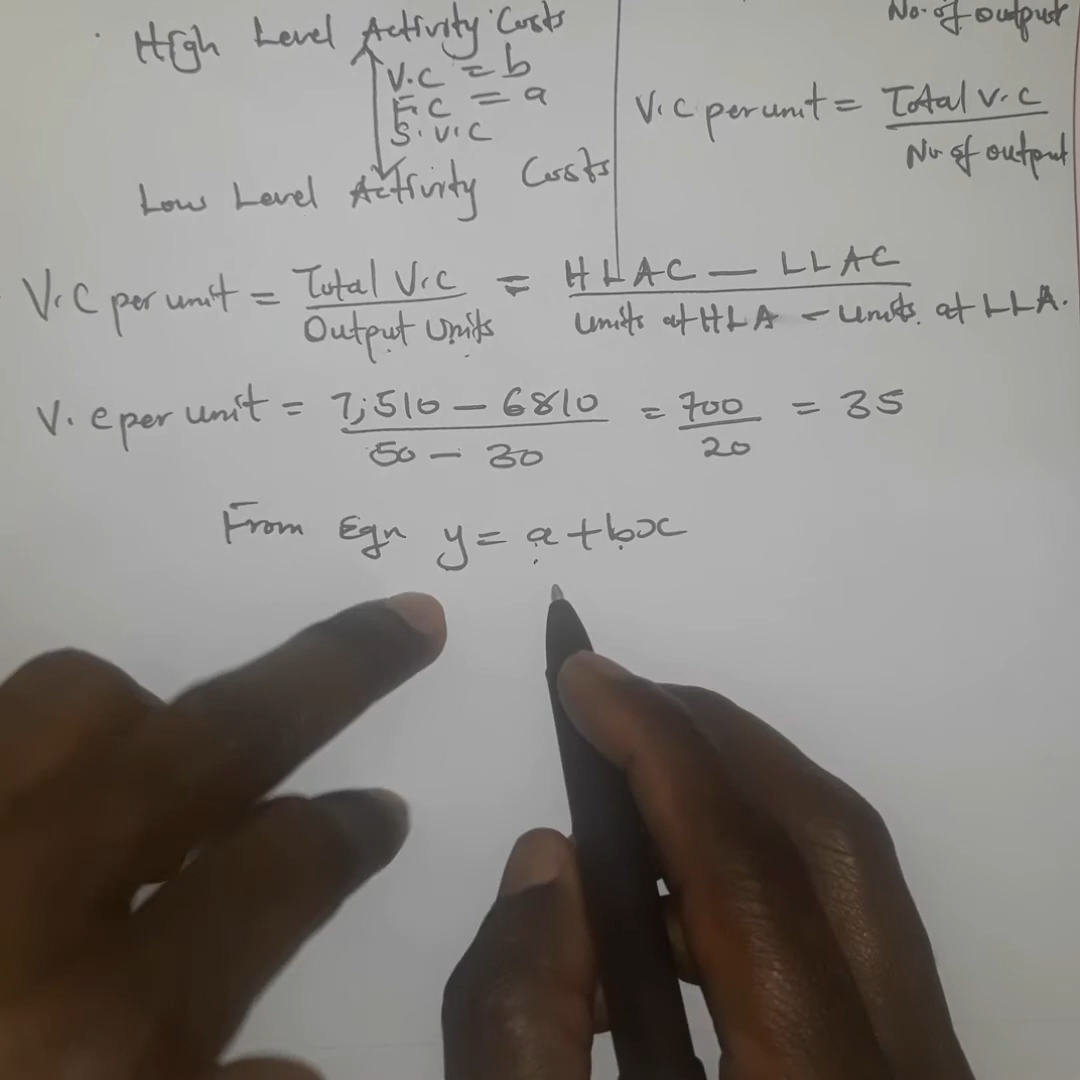 High Level Activity Costs
V.C = b
F.C = a
S.V.C
Low Level Activity Costs
No. of output
V.C per unit = Total V.C / No of output
V.C per unit = Total V.C / Output Units = HLAC - LLAC / Units at HLA - Units at LLA.
V.C per unit = 7,510 - 6810 / 50 - 30 = 700 / 20 = 35
From Eqn y = a + bx